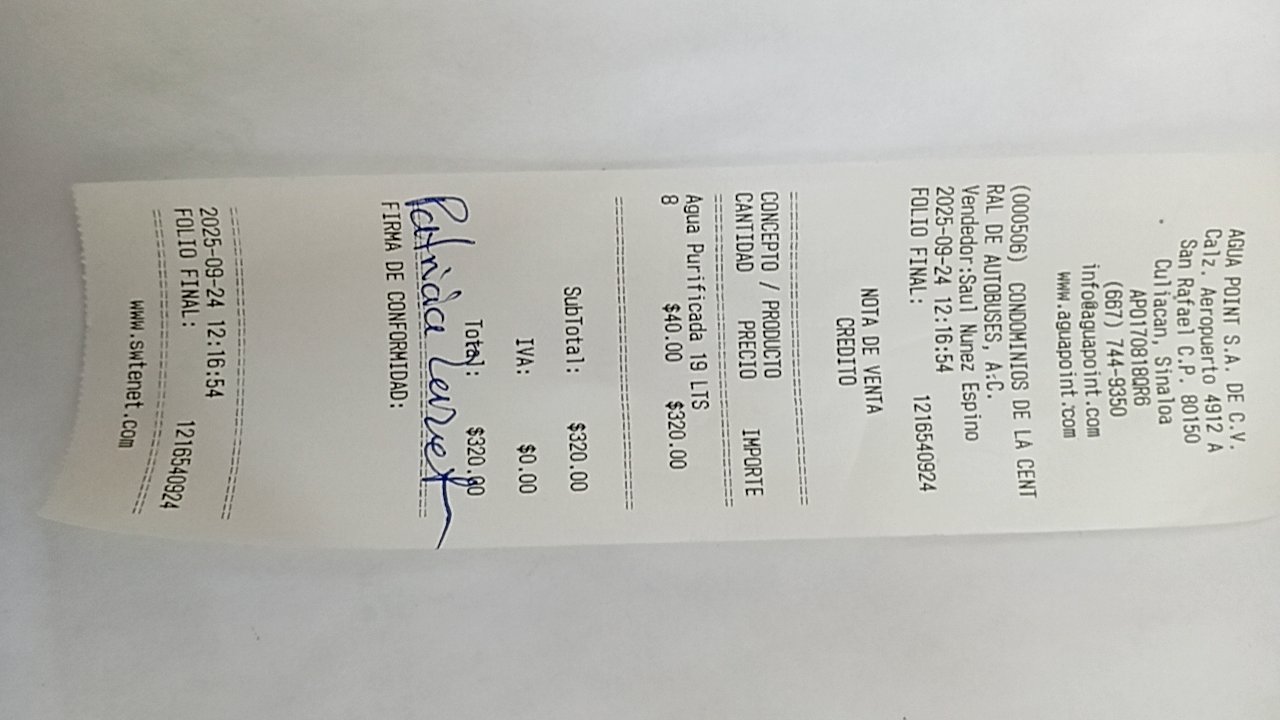 AGUA POINT S.A. DE C.V.
Calz. Aeropuerto 4912 A
San Rafael C.P. 80150
Culiacan, Sinaloa
.
APO170818QR6
(667) 744-9350
info@aguapoint.com
www.aguapoint.com
NOTA DE VENTA
CREDITO
(000506) CONDOMINIOS DE LA CENT
RAL DE AUTOBUSES, A.C.
Vendedor:Saul Nunez Espino
2025-09-24 12:16:54
FOLIO FINAL: 1216540924
CONCEPTO / PRODUCTO
CANTIDAD PRECIO IMPORTE
Agua Purificada 19 LTS
8 $40.00 $320.00
SubTotal: $320.00
IVA: $0.00
Total: $320.00
Patricia
FIRMA DE CONFORMIDAD:
2025-09-24 12:16:54
FOLIO FINAL: 1216540924
www.swtenet.com